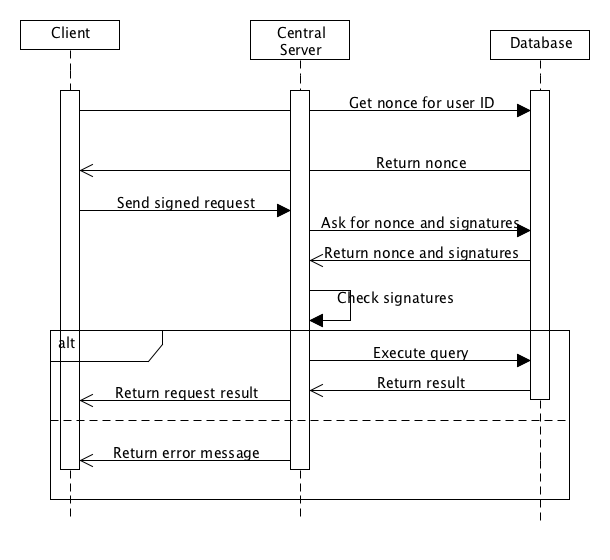 Client
Central
Server
Database
Get nonce for user ID
Return nonce
Send signed request
Ask for nonce and signatures
Return nonce and signatures
Check signatures
alt
Execute query
Return result
Return request result
Return error message